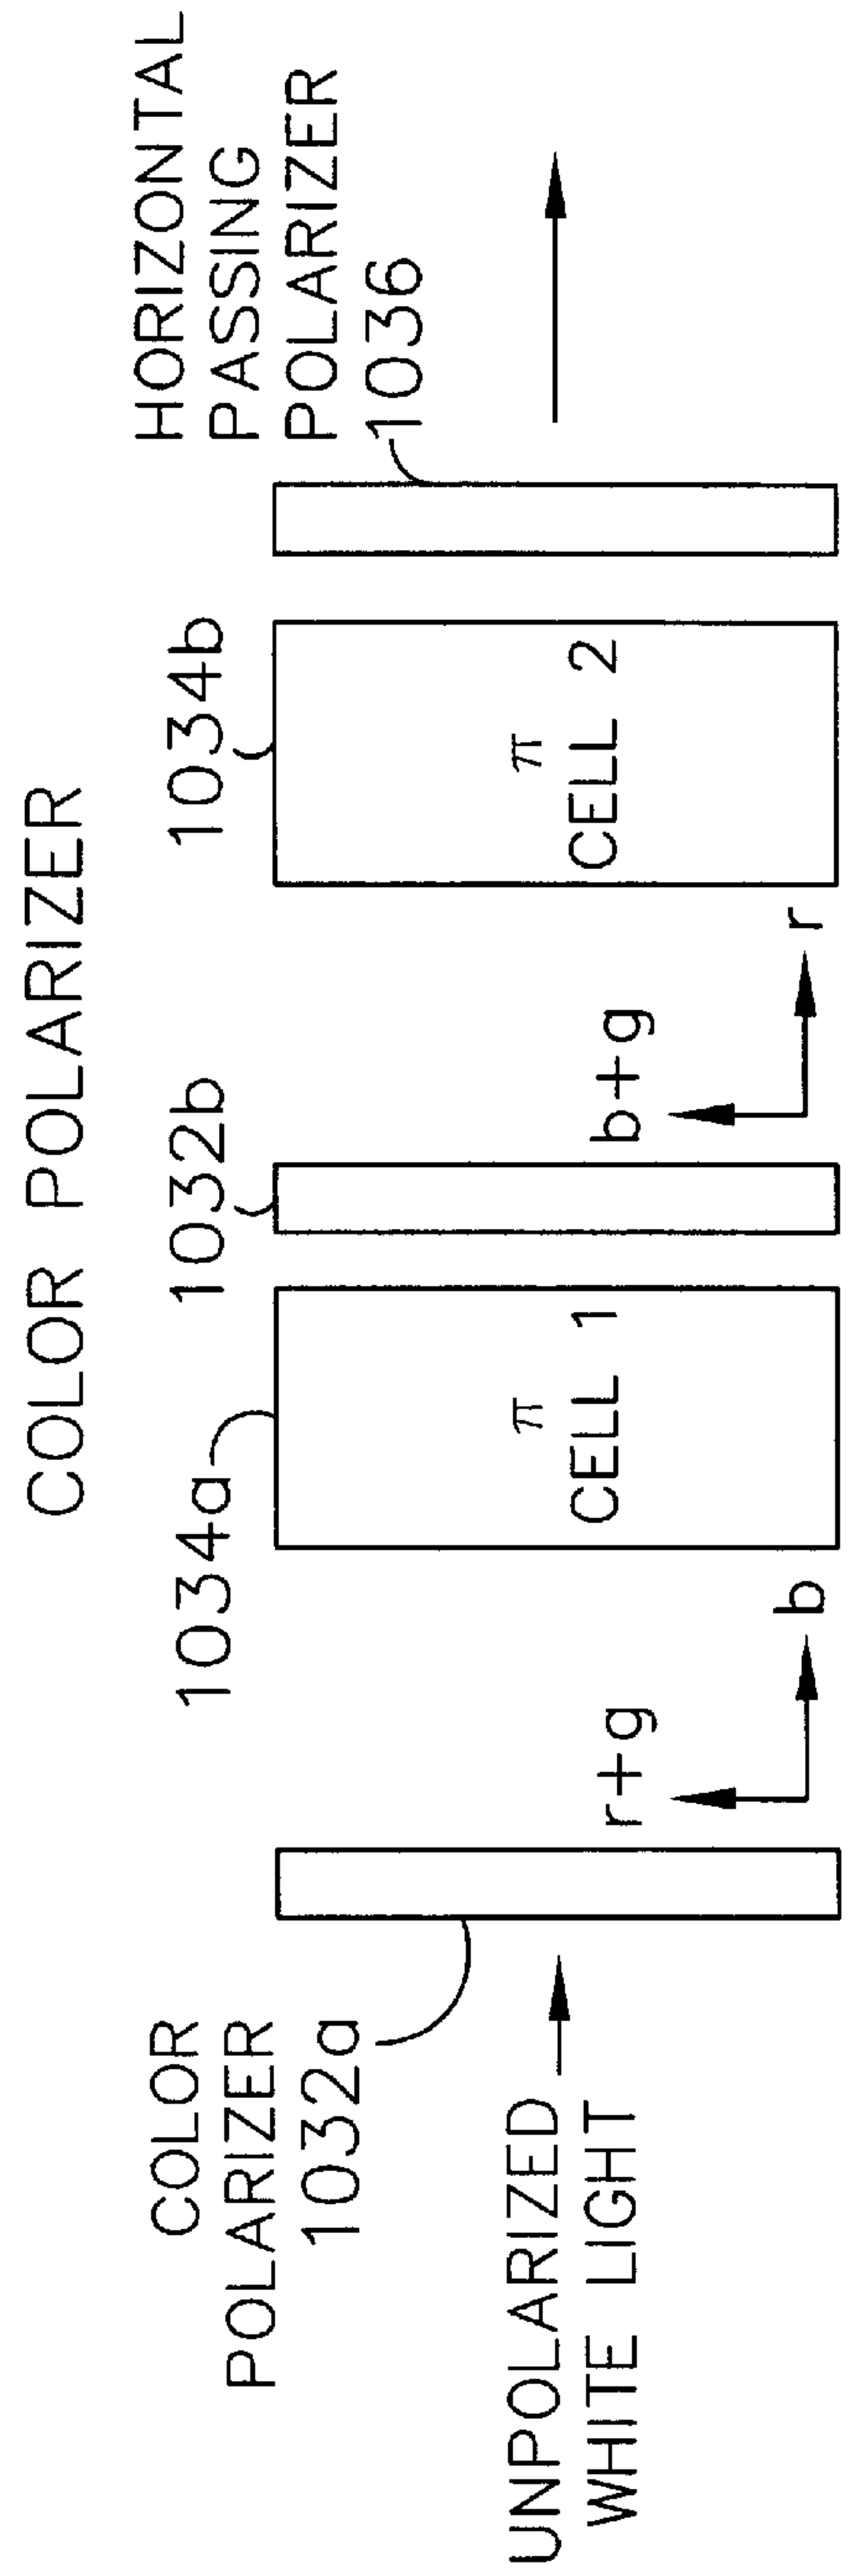 COLOR POLARIZER
COLOR
POLARIZER
1032a
1034a
1032b
1034b
HORIZONTAL
PASSING
POLARIZER
1036
UNPOLARIZED
WHITE LIGHT
r+g
b
π
CELL 1
b+g
r
π
CELL 2